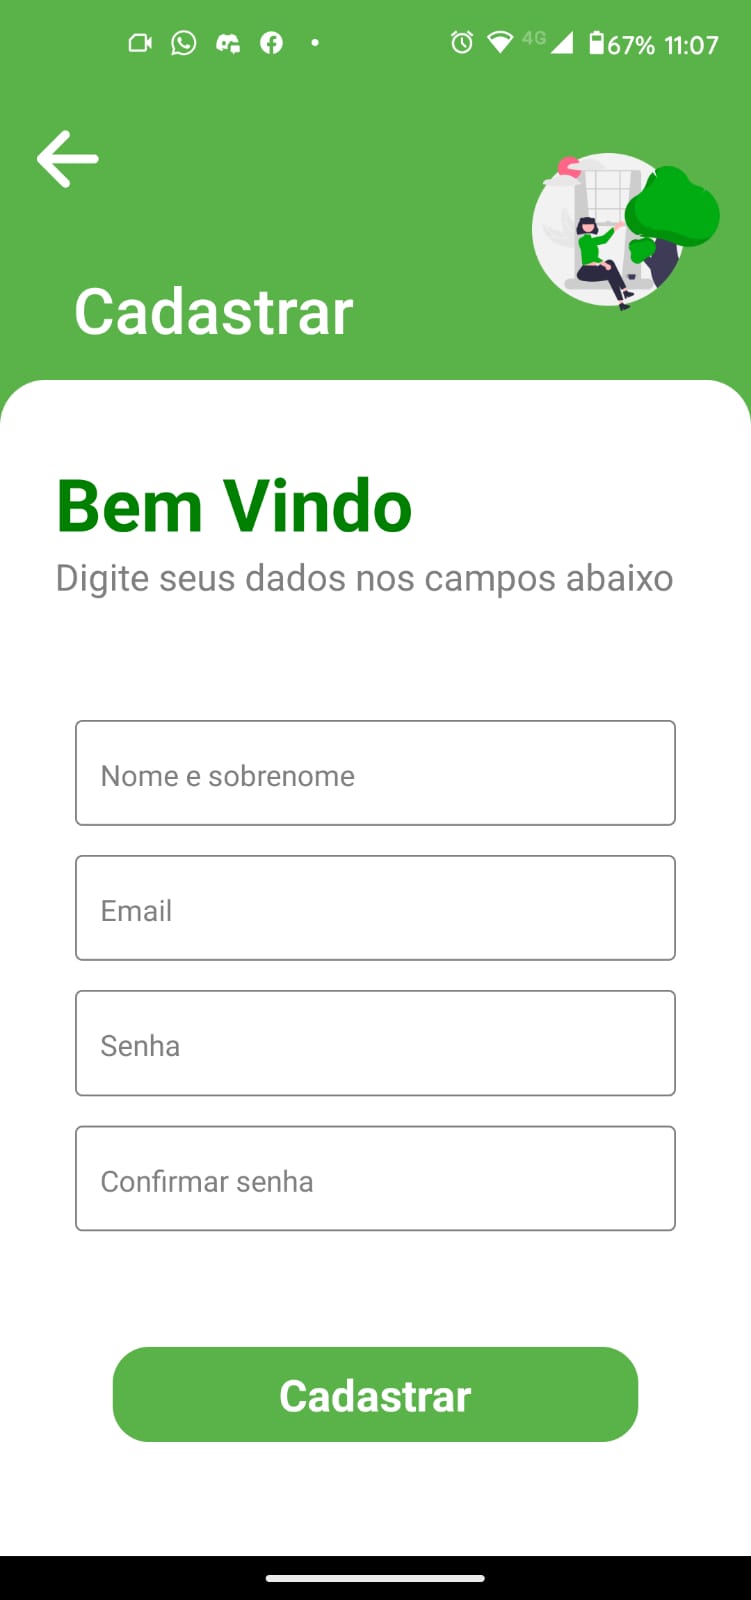 4G 67% 11:07
Cadastrar
Bem Vindo
Digite seus dados nos campos abaixo
Nome e sobrenome
Email
Senha
Confirmar senha
Cadastrar